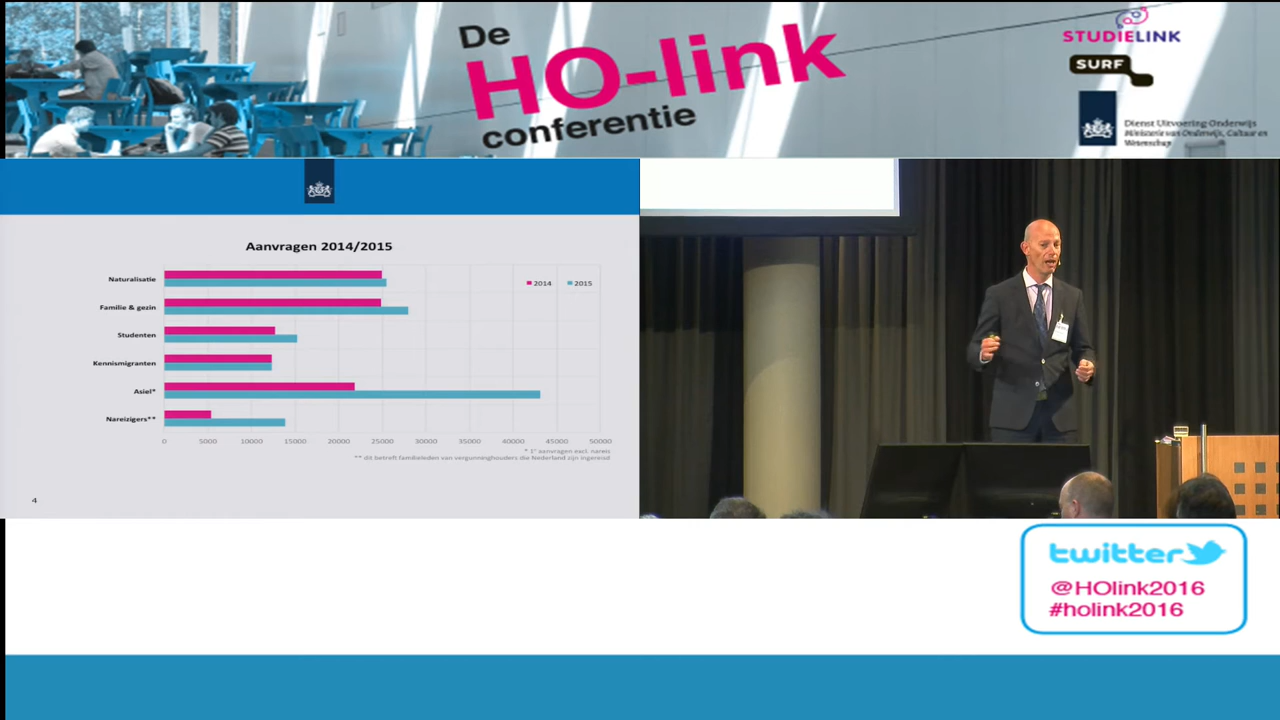 De
HO-link
conferentie
STUDIELINK
SURF
Dienst Uitvoering Onderwijs
Ministerie van Onderwijs, Cultuur en
Wetenschap
Aanvragen 2014/2015
2014 2015
Naturalisatie
Familie & gezin
Studenten
Kennismigranten
Asiel*
Nareizigers**
0 5000 10000 15000 20000 25000 30000 35000 40000 45000 50000
* 1e aanvragen excl. nareis
** dit betreft familieleden van vergunninghouders die Nederland zijn ingereisd
4
twitter
@HOlink2016
#holink2016